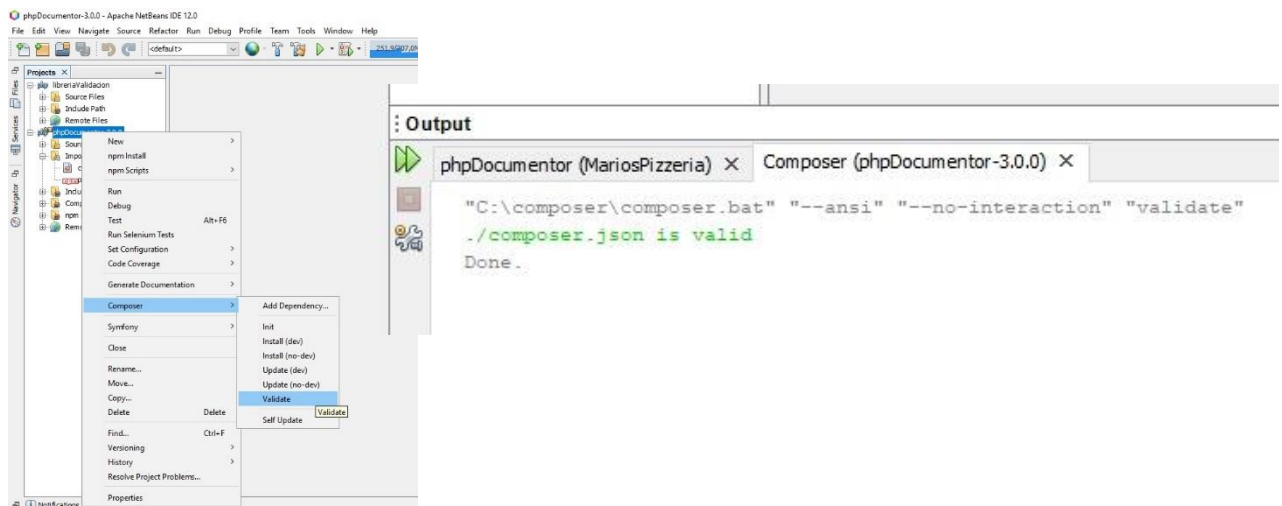 phpDocumentor-3.0.0 - Apache NetBeans IDE 12.0
File Edit View Navigate Source Refactor Run Debug Profile Team Tools Window Help
<default>
Projects
libreriaValidacion
Source Files
Include Path
Remote Files
New
npm Install
npm Scripts
Run
Debug
Test Alt+F6
Run Selenium Tests
Set Configuration
Code Coverage
Generate Documentation
Composer
Symfony
Close
Rename...
Move...
Copy...
Delete Delete
Find... Ctrl+F
Versioning
History
Resolve Project Problems...
Properties
Add Dependency...
Init
Install (dev)
Install (no-dev)
Update (dev)
Update (no-dev)
Validate
Validate
Self Update
Files
Services
Navigator
Notifications
Output
phpDocumentor (MariosPizzeria) Composer (phpDocumentor-3.0.0)
"C:\composer\composer.bat" "--ansi" "--no-interaction" "validate"
./composer.json is valid
Done.